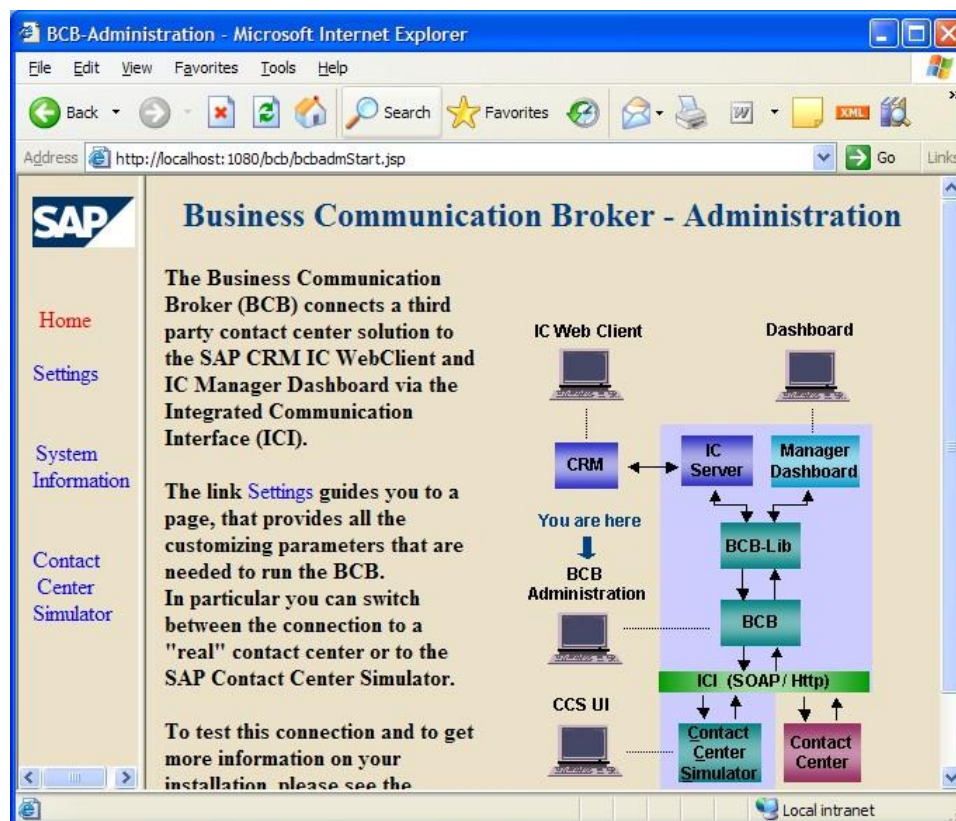 BCB-Administration - Microsoft Internet Explorer
File Edit View Favorites Tools Help
Back Search Favorites W XML »
Address http://localhost:1080/bcb/bcbadmStart.jsp Go Links
SAP
Home
Settings
System
Information
Contact
Center
Simulator
Business Communication Broker - Administration
The Business Communication
Broker (BCB) connects a third
party contact center solution to
the SAP CRM IC WebClient and
IC Manager Dashboard via the
Integrated Communication
Interface (ICI).
The link Settings guides you to a
page, that provides all the
customizing parameters that are
needed to run the BCB.
In particular you can switch
between the connection to a
"real" contact center or to the
SAP Contact Center Simulator.
To test this connection and to get
more information on your
installation, please see the
IC Web Client
Dashboard
CRM
IC
Server
Manager
Dashboard
You are here
BCB-Lib
BCB
Administration
BCB
ICI (SOAP/ Http)
CCS UI
Contact
Center
Simulator
Contact
Center
Local intranet